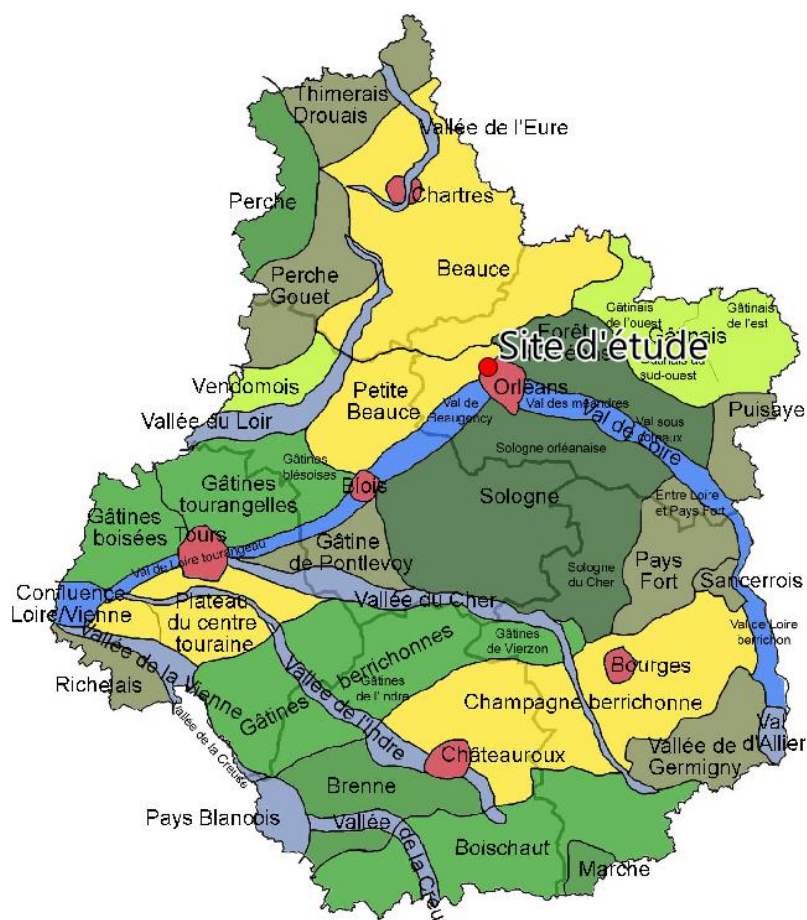 Thimerais
Drouais
Vallée de l'Eure
Perche
Chartres
Beauce
Perche
Gouet
Gâtinais
de l'ouest
Gâtinais
de l'est
Gâtinais
Forêt
Site d'étude
sud-ouest
Vendomois
Petite
Beauce
Orléans
Val de
Beaugency
Val des méandres
Val de Loire
Val sous
coteaux
Puisaye
Vallée du Loir
Sologne orléanaise
Gâtines
blésoises
Gâtines
tourangelles
Blois
Sologne
Entre Loire
et Pays Fort
Gâtines
boisées
Tours
Val de Loire tourangeau
Gâtine
de Pontlevoy
Sologne
du Cher
Pays
Fort
Sancerrois
Confluence
Loire/Vienne
Plateau
du centre
touraine
Vallée du Cher
Val de Loire
berrichon
Vallée de la Vienne
Gâtines berrichonnes
Gâtines
de Vierzon
Bourges
Richelais
Gâtines
de l'Indre
Vallée de l'Indre
Champagne berrichonne
Vallée de la Creuse
Châteauroux
Vallée de
Germigny
Val
d'Allier
Brenne
Pays Blancois
Vallée
de la Creu
Boischaut
Marche